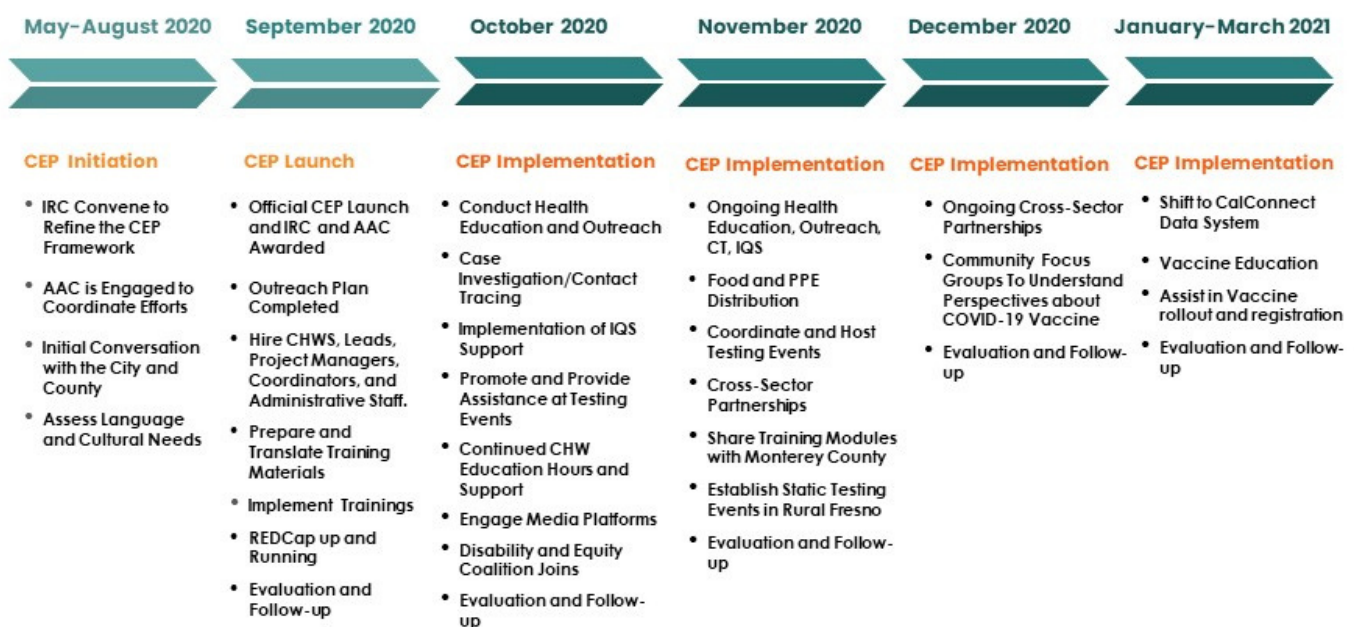 May-August 2020
September 2020
October 2020
November 2020
December 2020
January-March 2021
CEP Initiation
• IRC Convene to
Refine the CEP
Framework
• AAC is Engaged to
Coordinate Efforts
• Initial Conversation
with the City and
County
• Assess Language
and Cultural Needs
CEP Launch
• Official CEP Launch
and IRC and AAC
Awarded
• Outreach Plan
Completed
• Hire CHWS, Leads,
Project Managers,
Coordinators, and
Administrative Staff.
• Prepare and
Translate Training
Materials
• Implement Trainings
• REDCap up and
Running
• Evaluation and
Follow-up
CEP Implementation
• Conduct Health
Education and Outreach
• Case
Investigation/Contact
Tracing
• Implementation of IQS
Support
• Promote and Provide
Assistance at Testing
Events
• Continued CHW
Education Hours and
Support
• Engage Media Platforms
• Disability and Equity
Coalition Joins
• Evaluation and Follow-
up
CEP Implementation
• Ongoing Health
Education, Outreach,
CT, IQS
• Food and PPE
Distribution
• Coordinate and Host
Testing Events
• Cross-Sector
Partnerships
• Share Training Modules
with Monterey County
• Establish Static Testing
Events in Rural Fresno
• Evaluation and Follow-
up
CEP Implementation
• Ongoing Cross-Sector
Partnerships
• Community Focus
Groups To Understand
Perspectives about
COVID-19 Vaccine
• Evaluation and Follow-
up
CEP Implementation
• Shift to CalConnect
Data System
• Vaccine Education
• Assist in Vaccine
rollout and registration
• Evaluation and Follow-
up